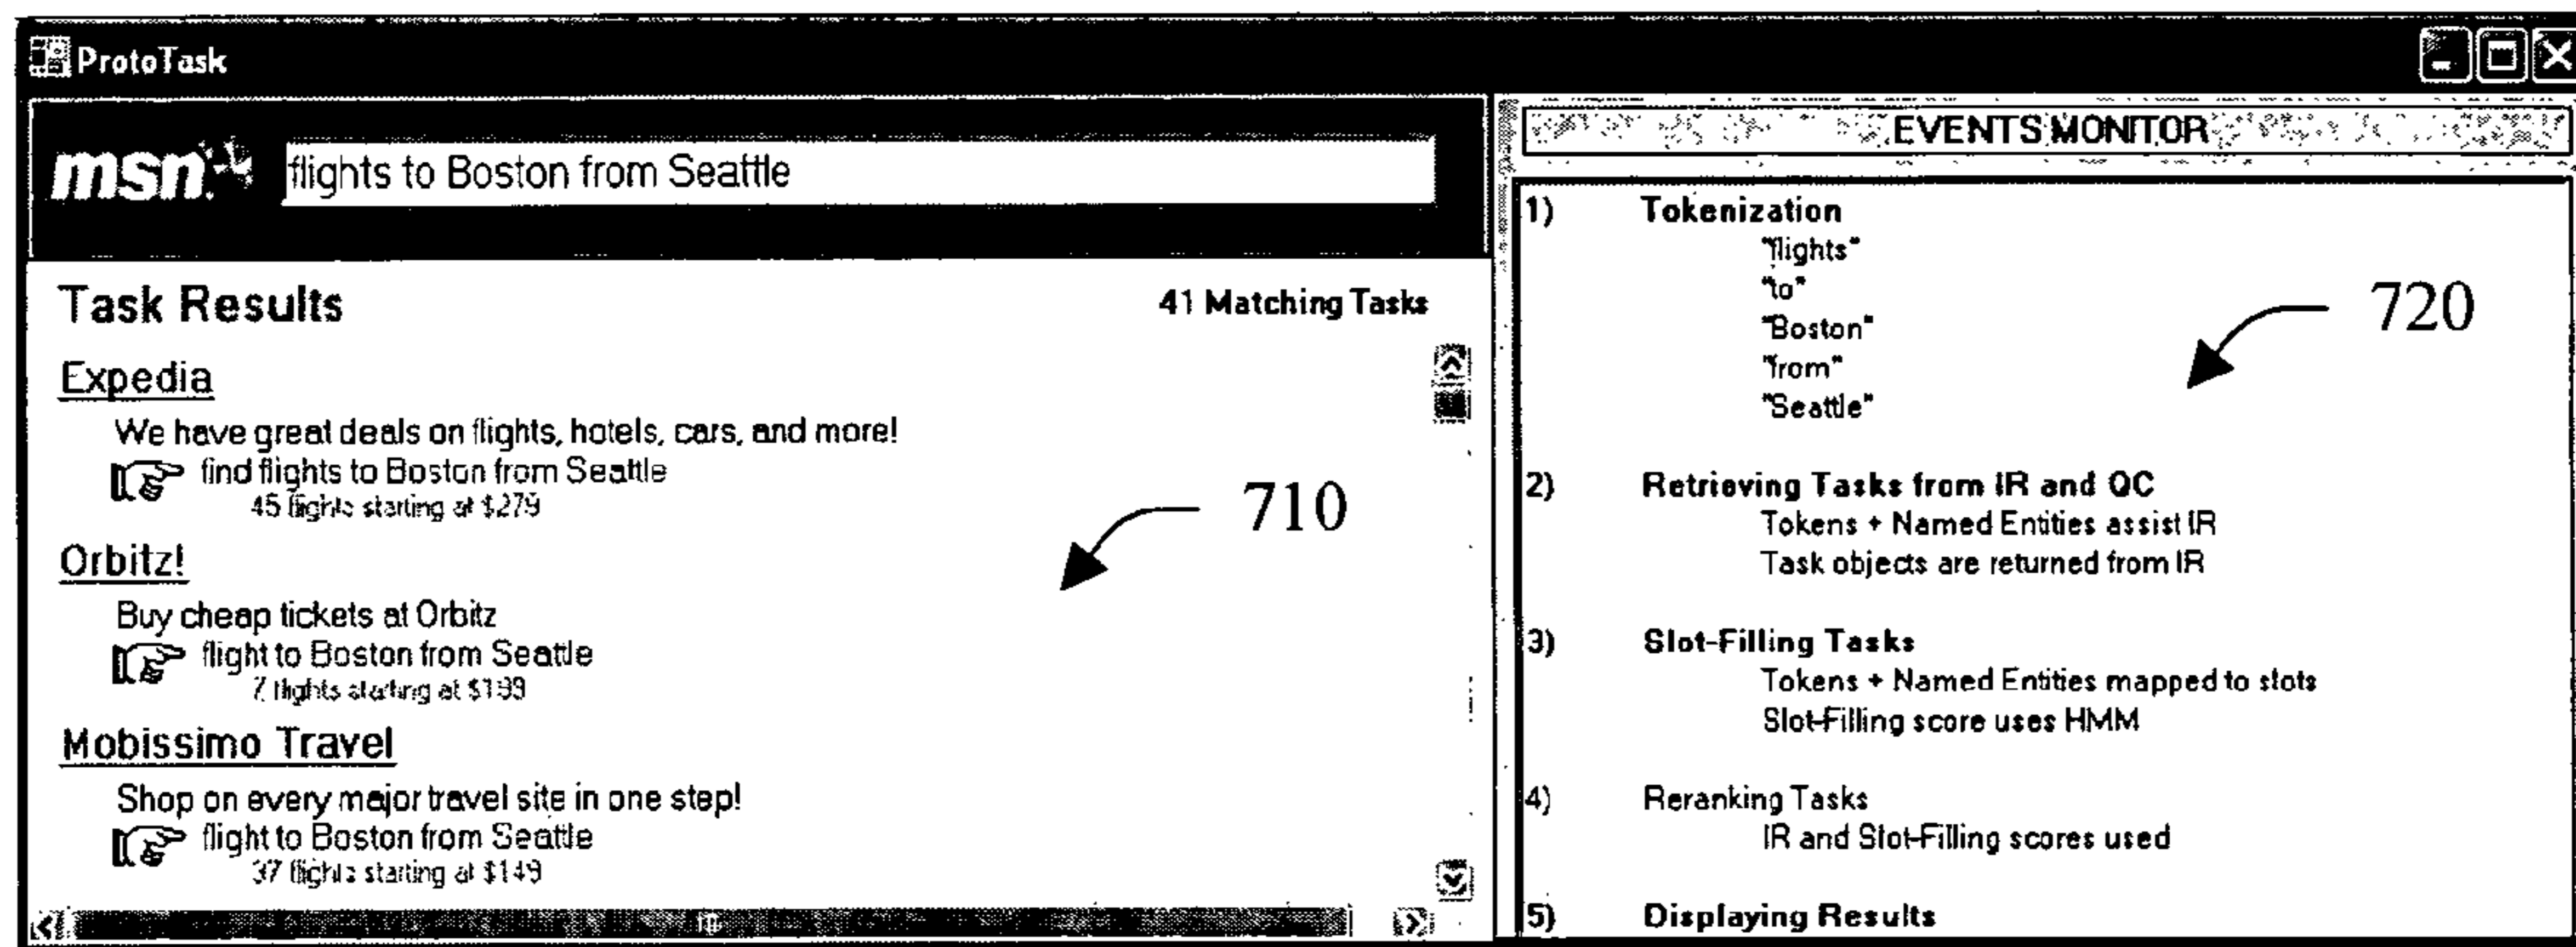 ProtoTask
msn
flights to Boston from Seattle
Task Results
41 Matching Tasks
Expedia
We have great deals on flights, hotels, cars, and more!
find flights to Boston from Seattle
45 flights starting at $279
710
Orbitz!
Buy cheap tickets at Orbitz
flight to Boston from Seattle
7 flights starting at $199
Mobissimo Travel
Shop on every major travel site in one step!
flight to Boston from Seattle
37 flights starting at $149
EVENTS MONITOR
1) Tokenization
"flights"
"to"
"Boston"
"from"
"Seattle"
720
2) Retrieving Tasks from IR and QC
Tokens + Named Entities assist IR
Task objects are returned from IR
3) Slot-Filling Tasks
Tokens + Named Entities mapped to slots
Slot-Filling score uses HMM
4) Reranking Tasks
IR and Slot-Filling scores used
5) Displaying Results